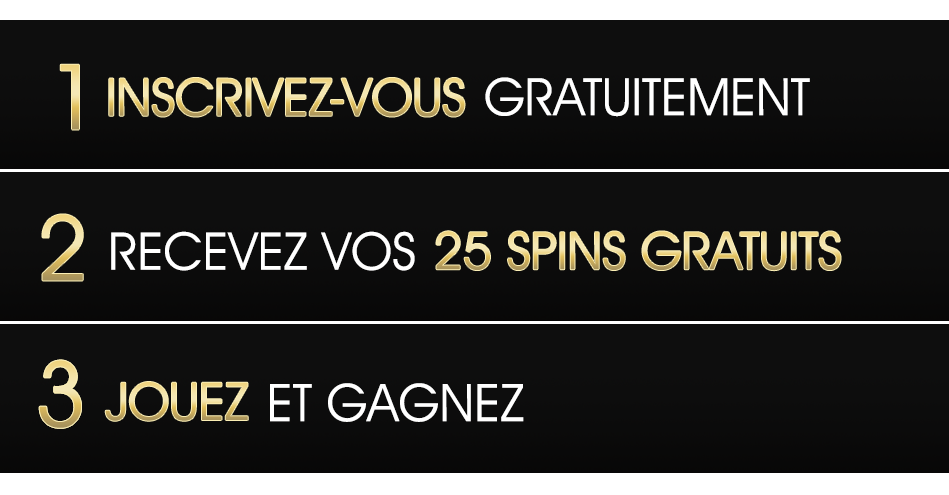 1 INSCRIVEZ-VOUS GRATUITEMENT
2 RECEVEZ VOS 25 SPINS GRATUITS
3 JOUEZ ET GAGNEZ